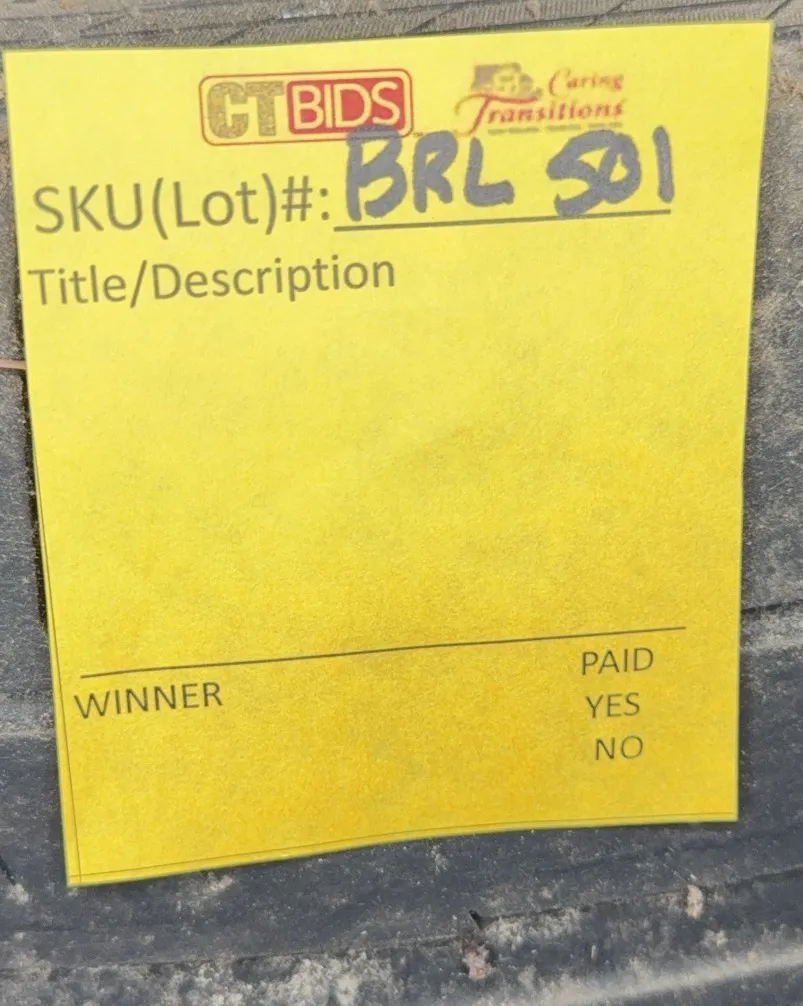 CTBIDS
Caring
Transitions
SKU(Lot)#: BRL 501
Title/Description
PAID
WINNER
YES
NO